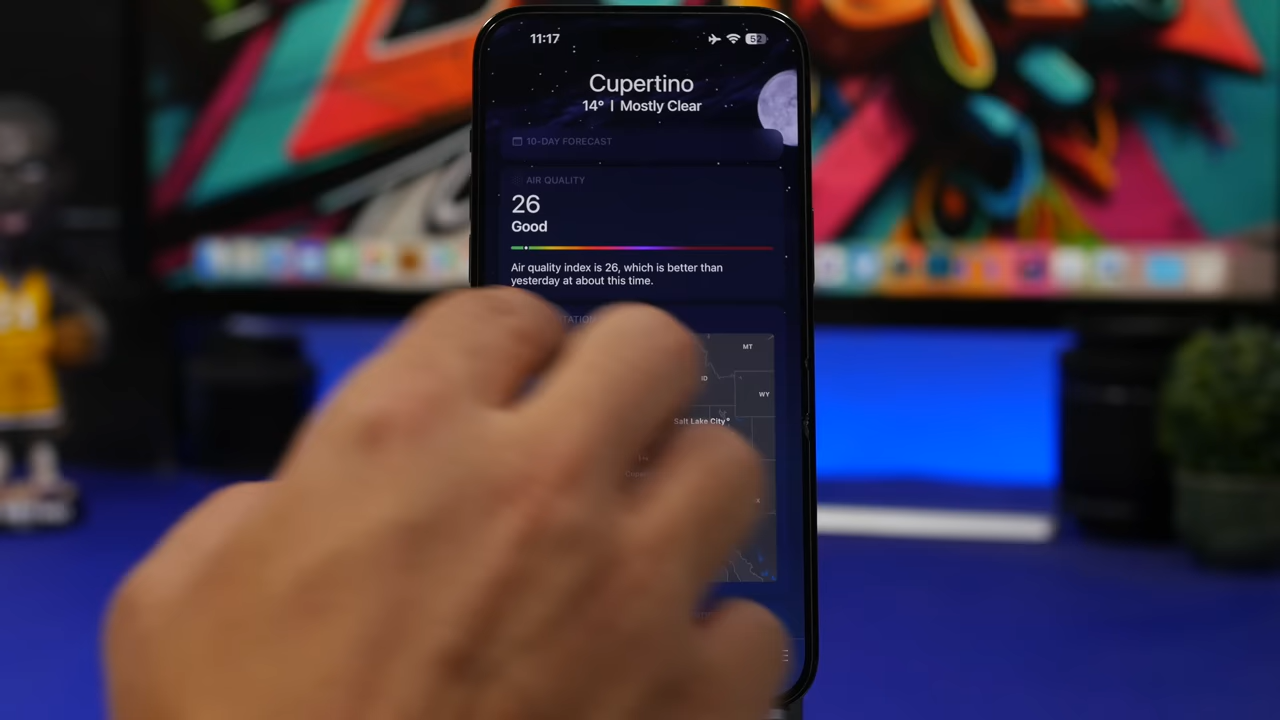 11:17
52
Cupertino
14° | Mostly Clear
10-DAY FORECAST
AIR QUALITY
26
Good
Air quality index is 26, which is better than
yesterday at about this time.
MT
ID
WY
Salt Lake City